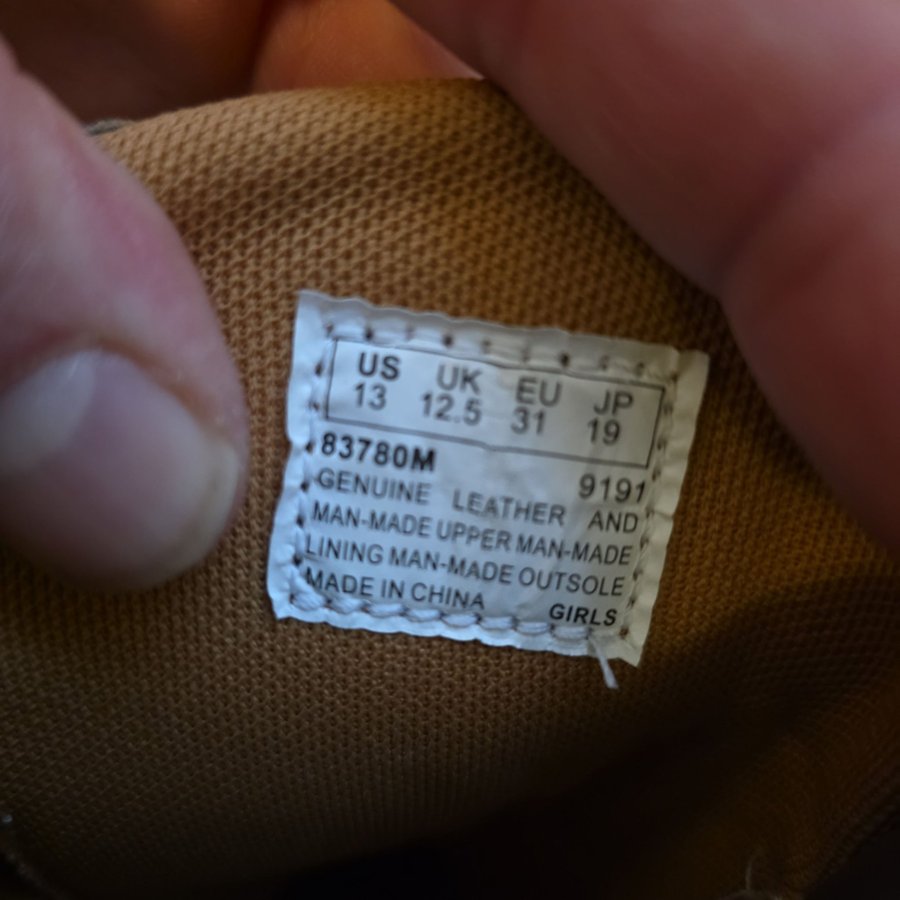 US UK EU JP
13 12.5 31 19
83780M 9191
GENUINE LEATHER AND
MAN-MADE UPPER MAN-MADE
LINING MAN-MADE OUTSOLE
MADE IN CHINA GIRLS